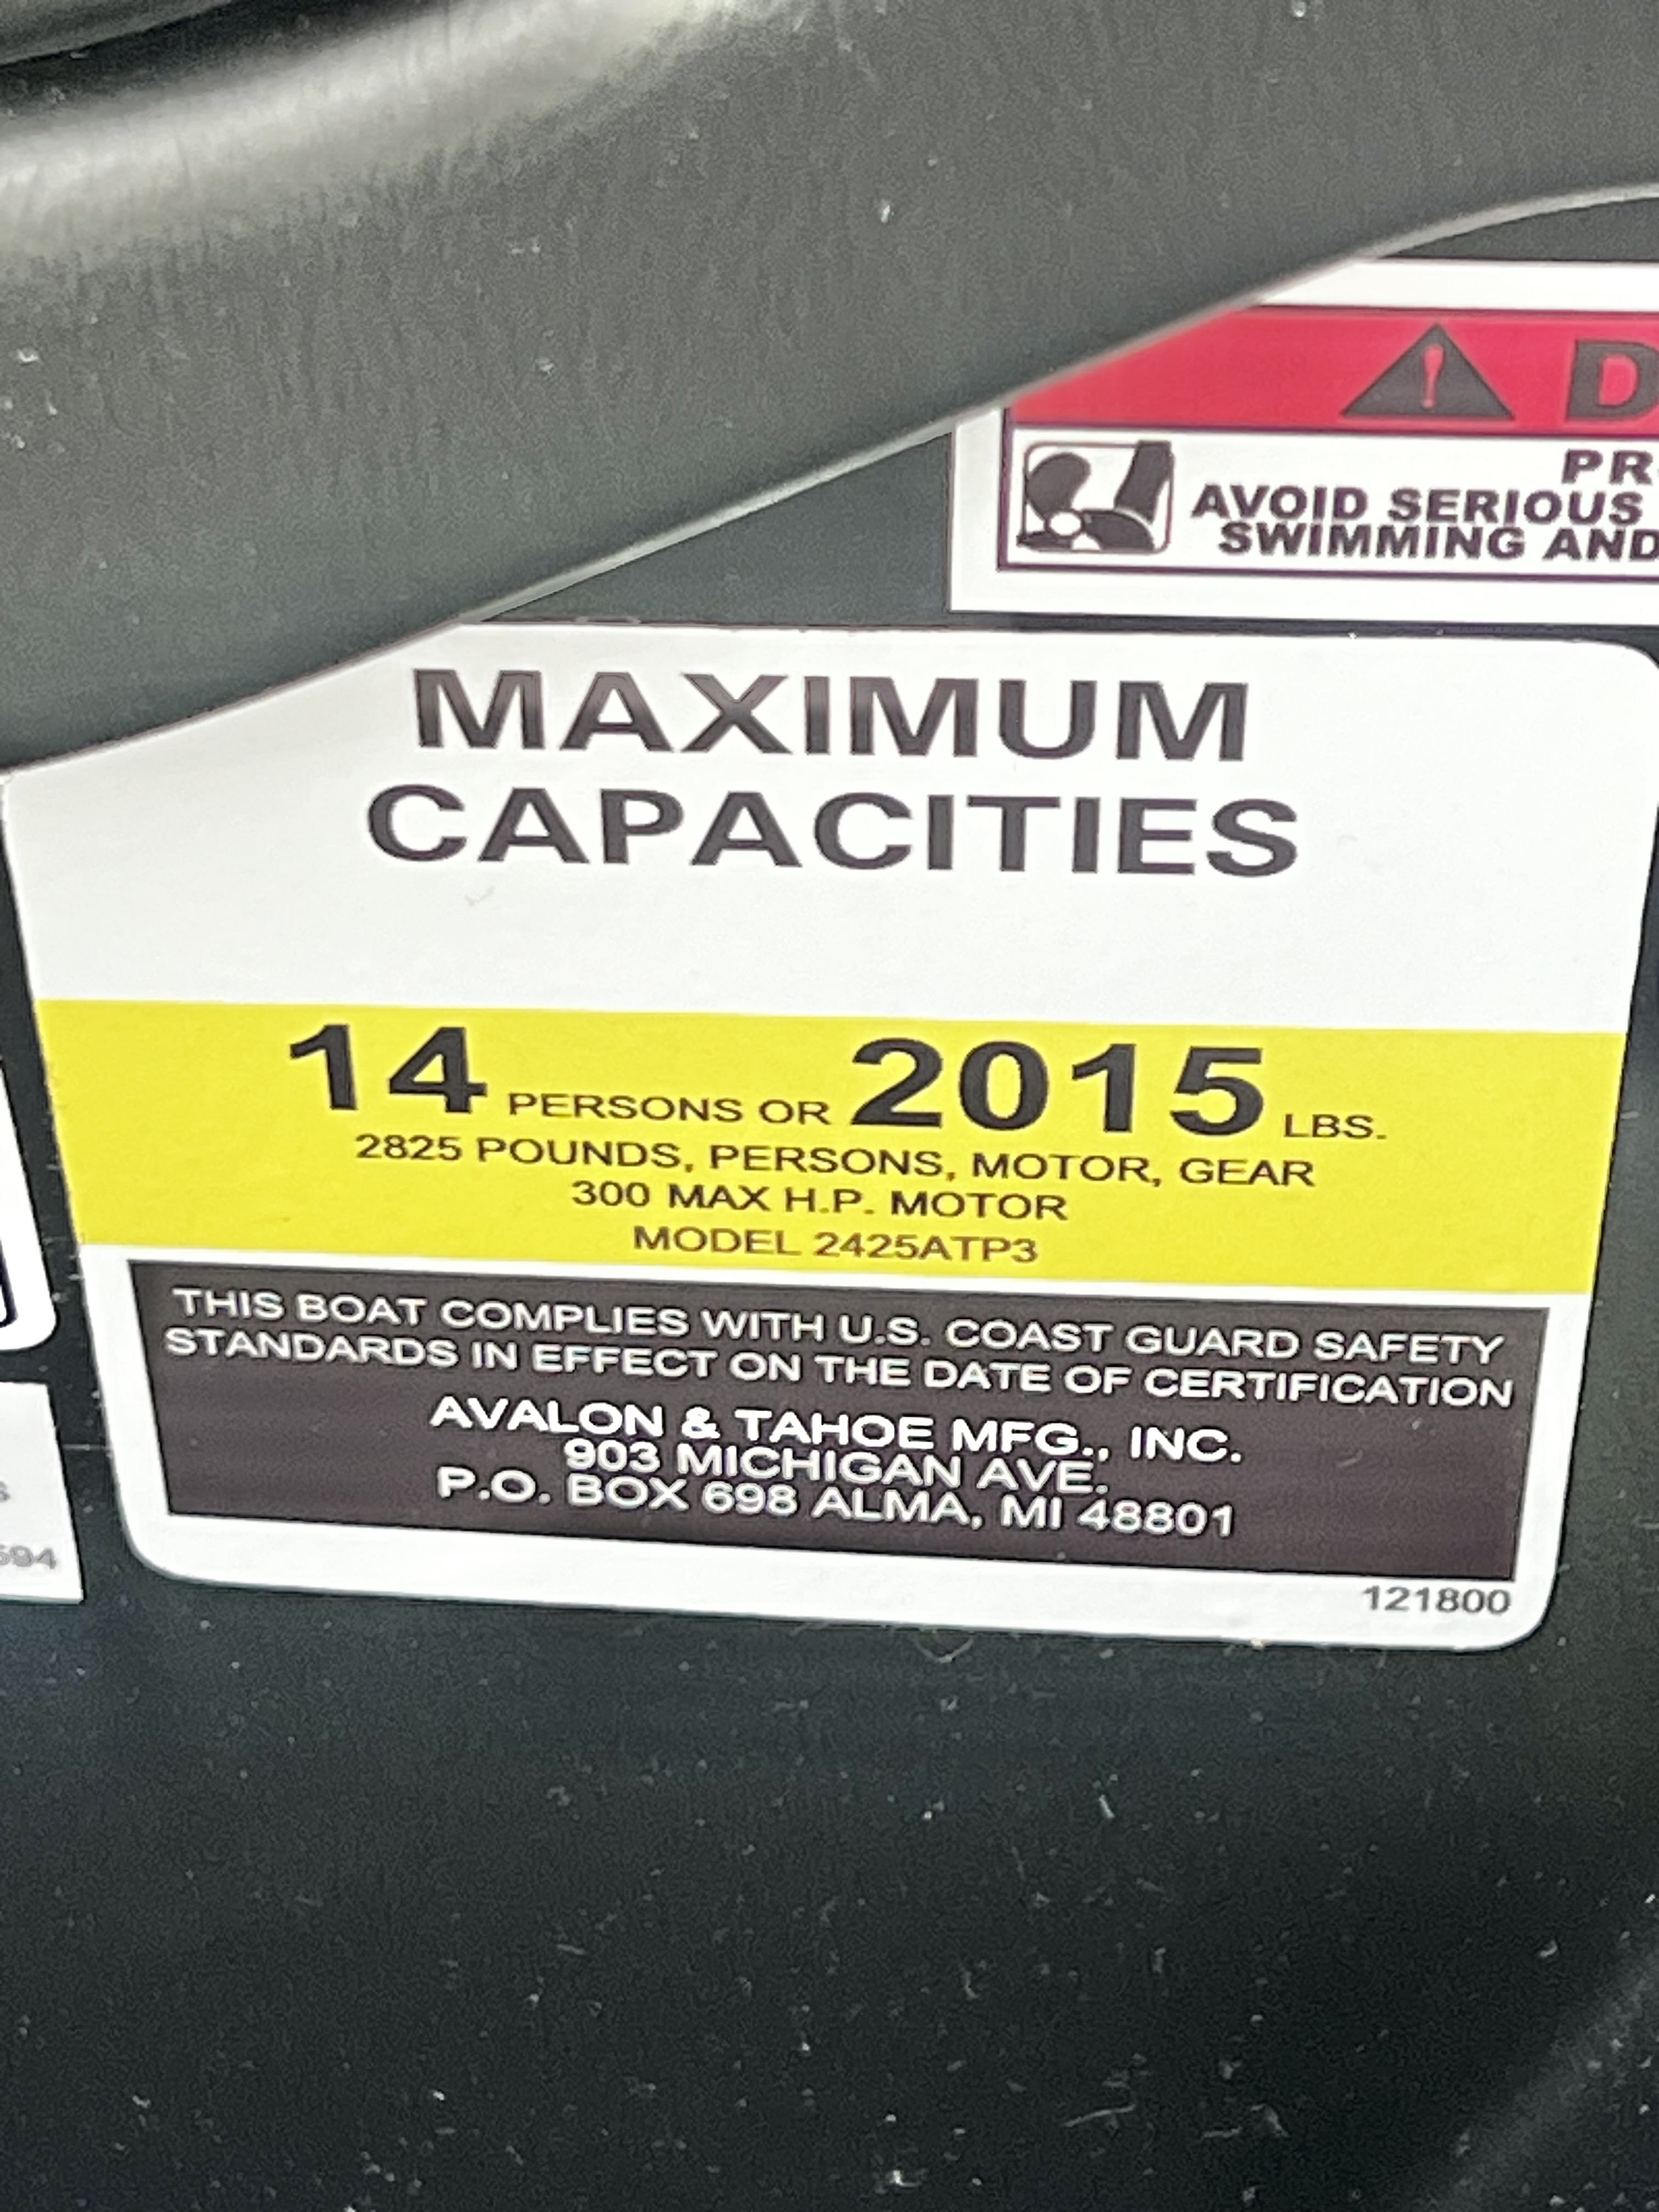 D
PR
AVOID SERIOUS
SWIMMING AND
MAXIMUM
CAPACITIES
14 PERSONS OR 2015 LBS.
2825 POUNDS, PERSONS, MOTOR, GEAR
300 MAX H.P. MOTOR
MODEL 2425ATP3
THIS BOAT COMPLIES WITH U.S. COAST GUARD SAFETY
STANDARDS IN EFFECT ON THE DATE OF CERTIFICATION
AVALON & TAHOE MFG., INC.
903 MICHIGAN AVE.
P.O. BOX 698 ALMA, MI 48801
121800